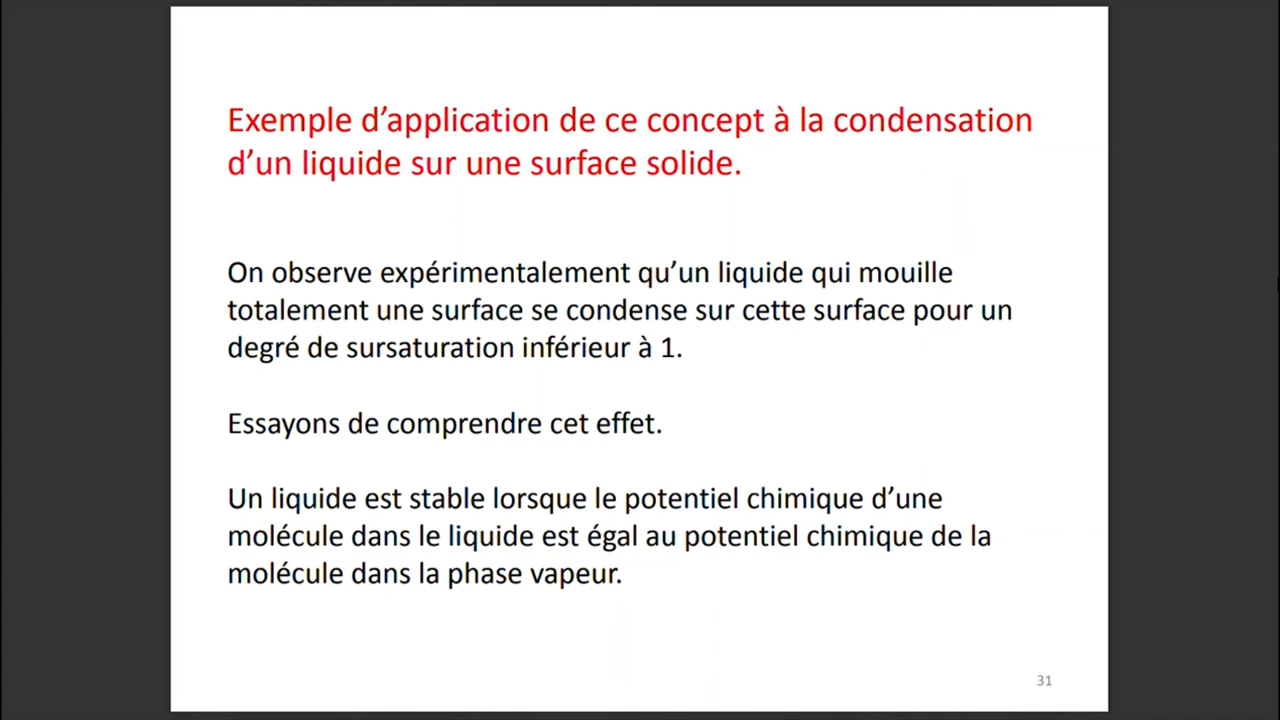 Exemple d’application de ce concept à la condensation
d’un liquide sur une surface solide.
On observe expérimentalement qu’un liquide qui mouille
totalement une surface se condense sur cette surface pour un
degré de sursaturation inférieur à 1.
Essayons de comprendre cet effet.
Un liquide est stable lorsque le potentiel chimique d’une
molécule dans le liquide est égal au potentiel chimique de la
molécule dans la phase vapeur.
31